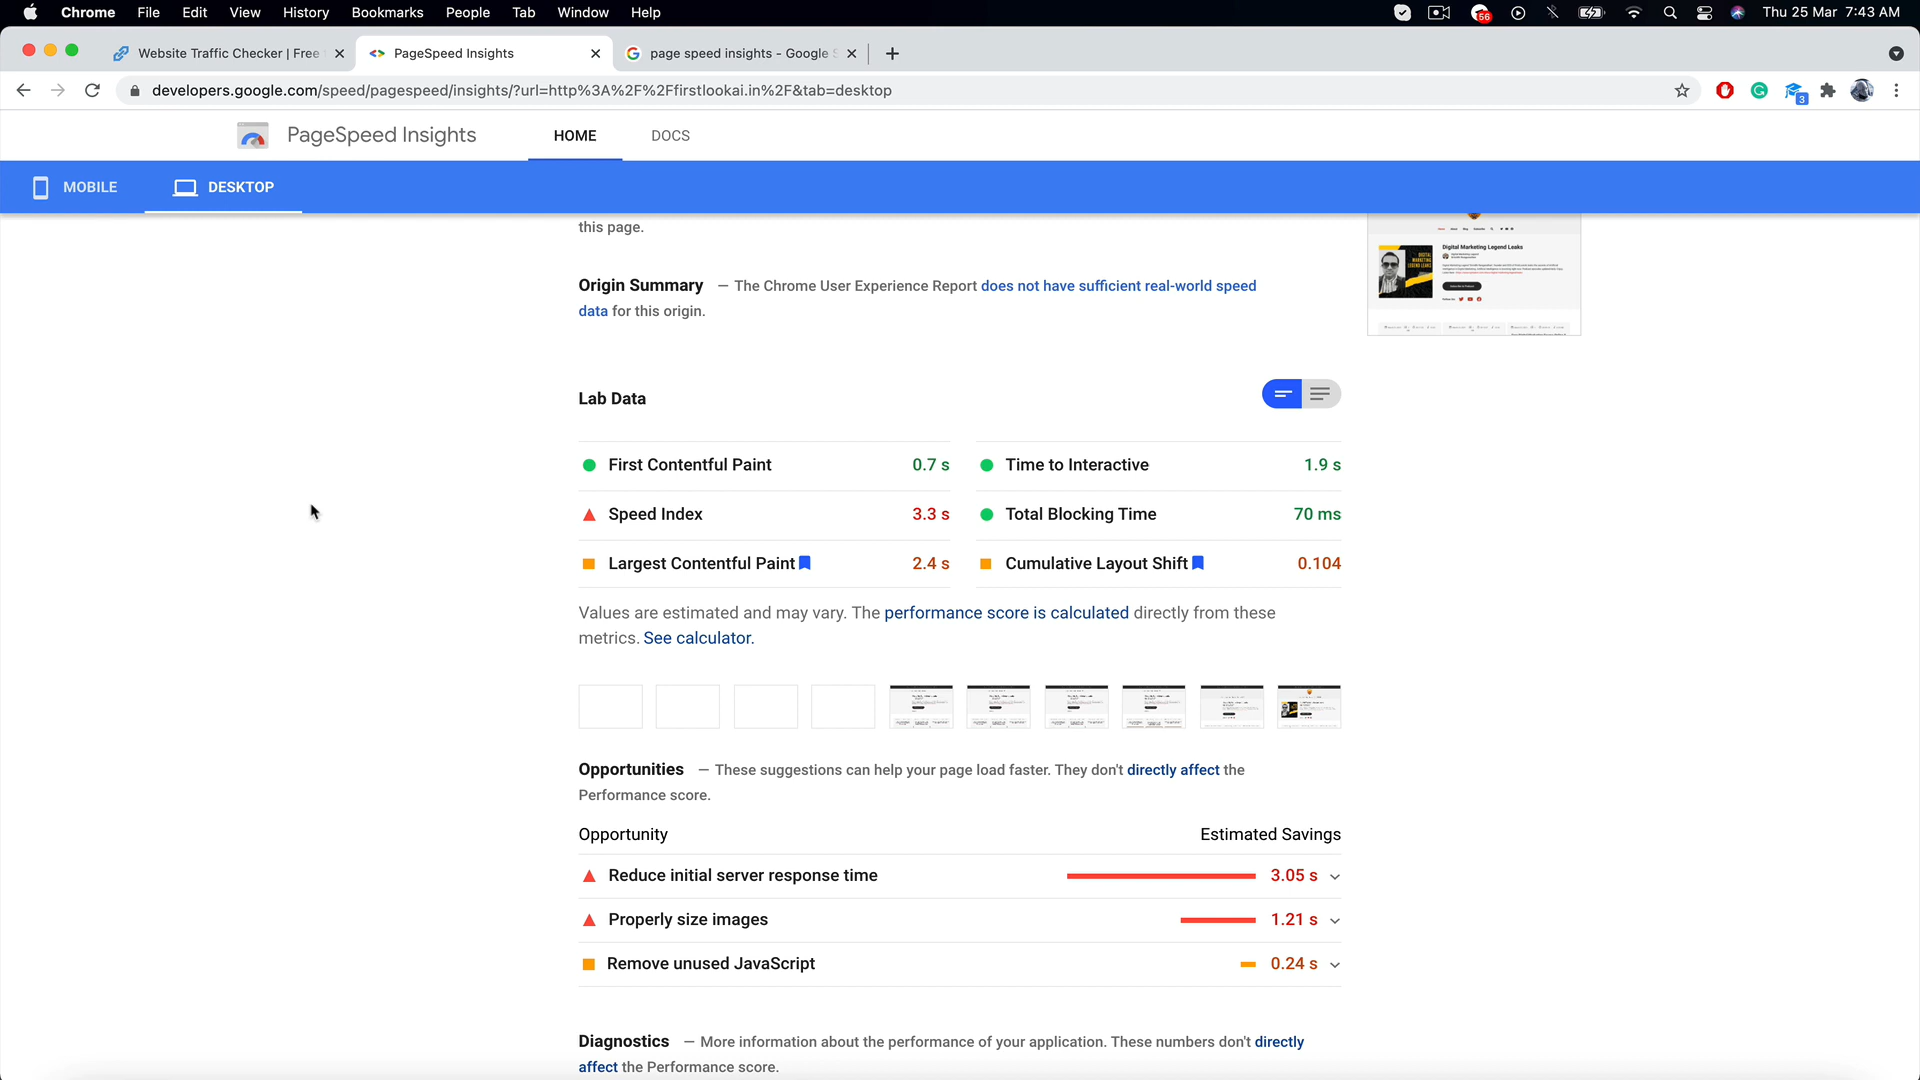 Chrome File Edit View History Bookmarks People Tab Window Help 56 Thu 25 Mar 7:43 AM
Website Traffic Checker | Free PageSpeed Insights page speed insights - Google
developers.google.com/speed/pagespeed/insights/?url=http%3A%2F%2Ffirstlookai.in%2F&tab=desktop 3
PageSpeed Insights HOME DOCS
MOBILE DESKTOP
this page.
Digital Marketing Legend Leaks
Origin Summary — The Chrome User Experience Report does not have sufficient real-world speed
data for this origin.
Lab Data
First Contentful Paint 0.7 s Time to Interactive 1.9 s
Speed Index 3.3 s Total Blocking Time 70 ms
Largest Contentful Paint 2.4 s Cumulative Layout Shift 0.104
Values are estimated and may vary. The performance score is calculated directly from these
metrics. See calculator.
Opportunities — These suggestions can help your page load faster. They don't directly affect the
Performance score.
Opportunity Estimated Savings
Reduce initial server response time 3.05 s
Properly size images 1.21 s
Remove unused JavaScript 0.24 s
Diagnostics — More information about the performance of your application. These numbers don't directly
affect the Performance score.